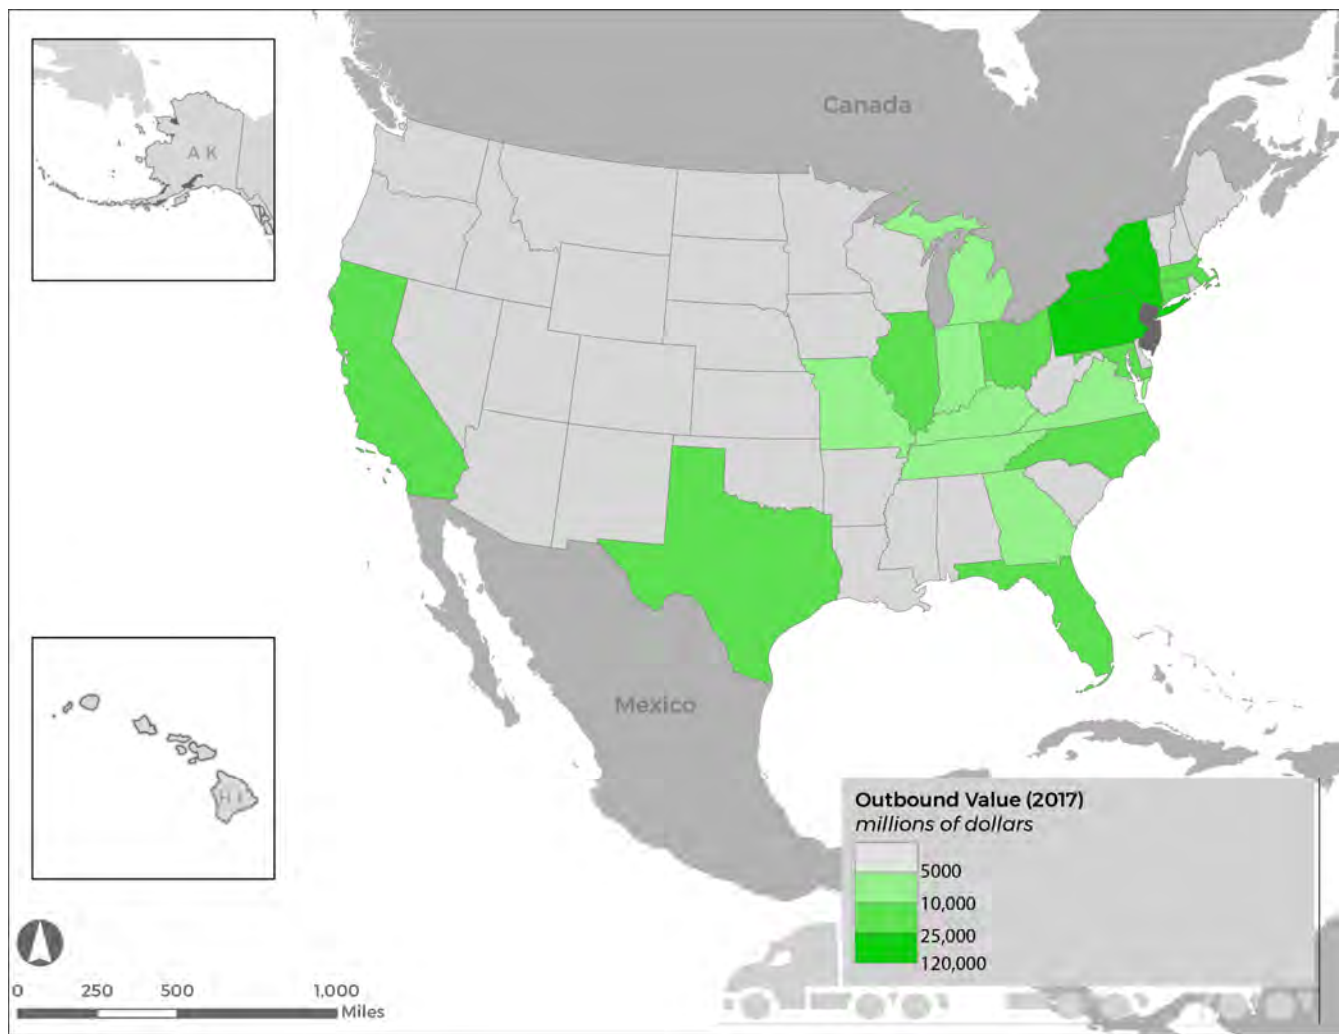 Canada
A K
Mexico
H I
Outbound Value (2017)
millions of dollars
5000
10,000
25,000
120,000
0 250 500 1,000
Miles